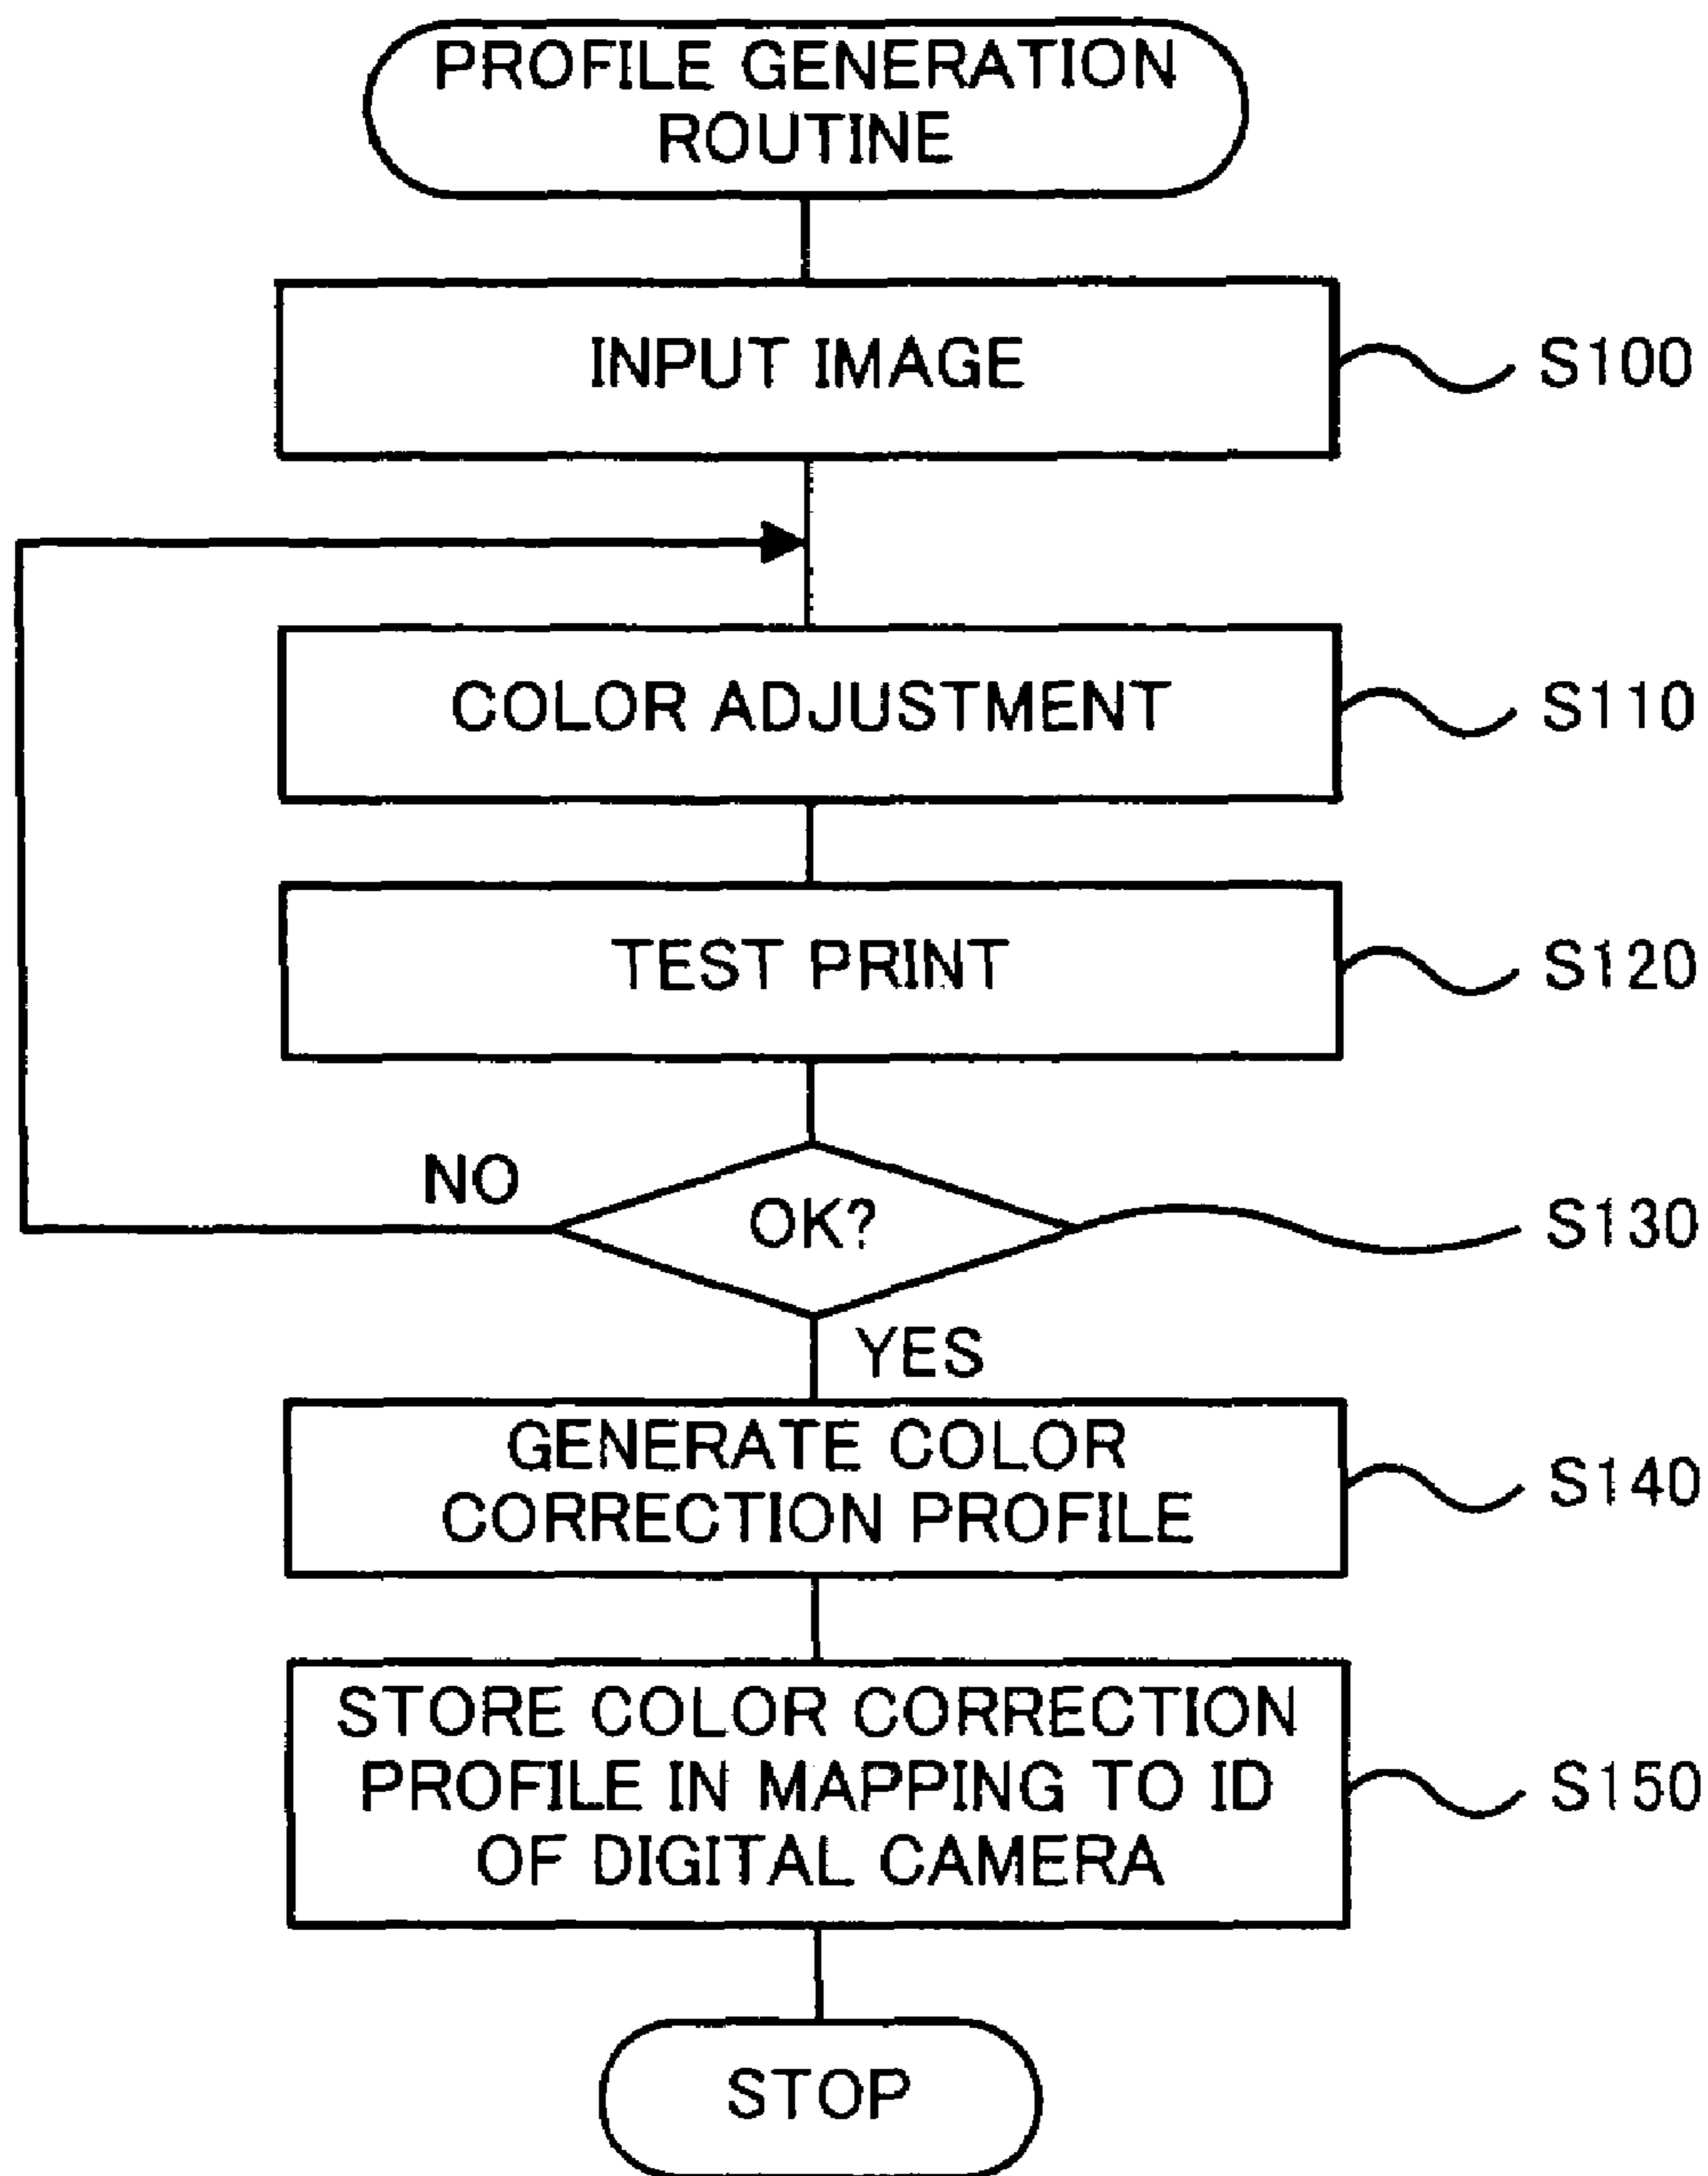 PROFILE GENERATION
ROUTINE
INPUT IMAGE
S100
COLOR ADJUSTMENT
S110
TEST PRINT
S120
NO
OK?
S130
YES
GENERATE COLOR
CORRECTION PROFILE
S140
STORE COLOR CORRECTION
PROFILE IN MAPPING TO ID
OF DIGITAL CAMERA
S150
STOP